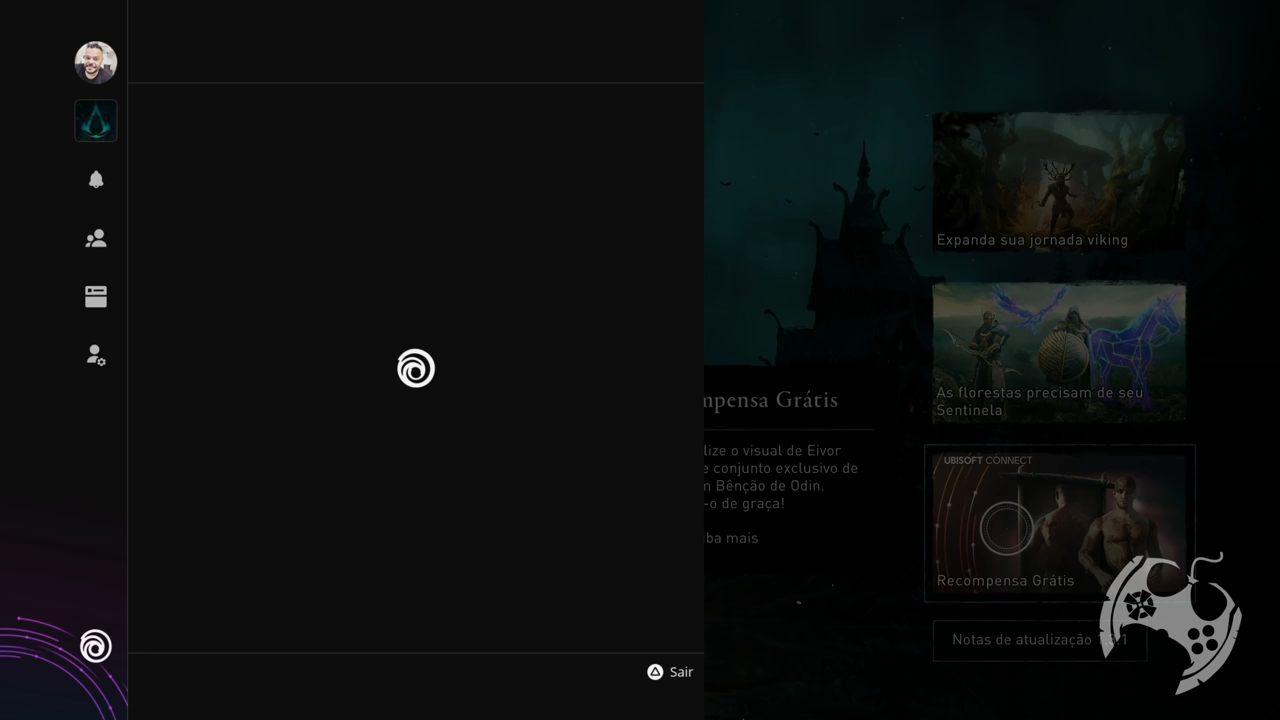 Expanda sua jornada viking
As florestas precisam de seu
Sentinela
mpensa Grátis
lize o visual de Eivor
e conjunto exclusivo de
n Bênção de Odin.
-o de graça!
iba mais
UBISOFT CONNECT
Recompensa Grátis
Notas de atualização
Sair